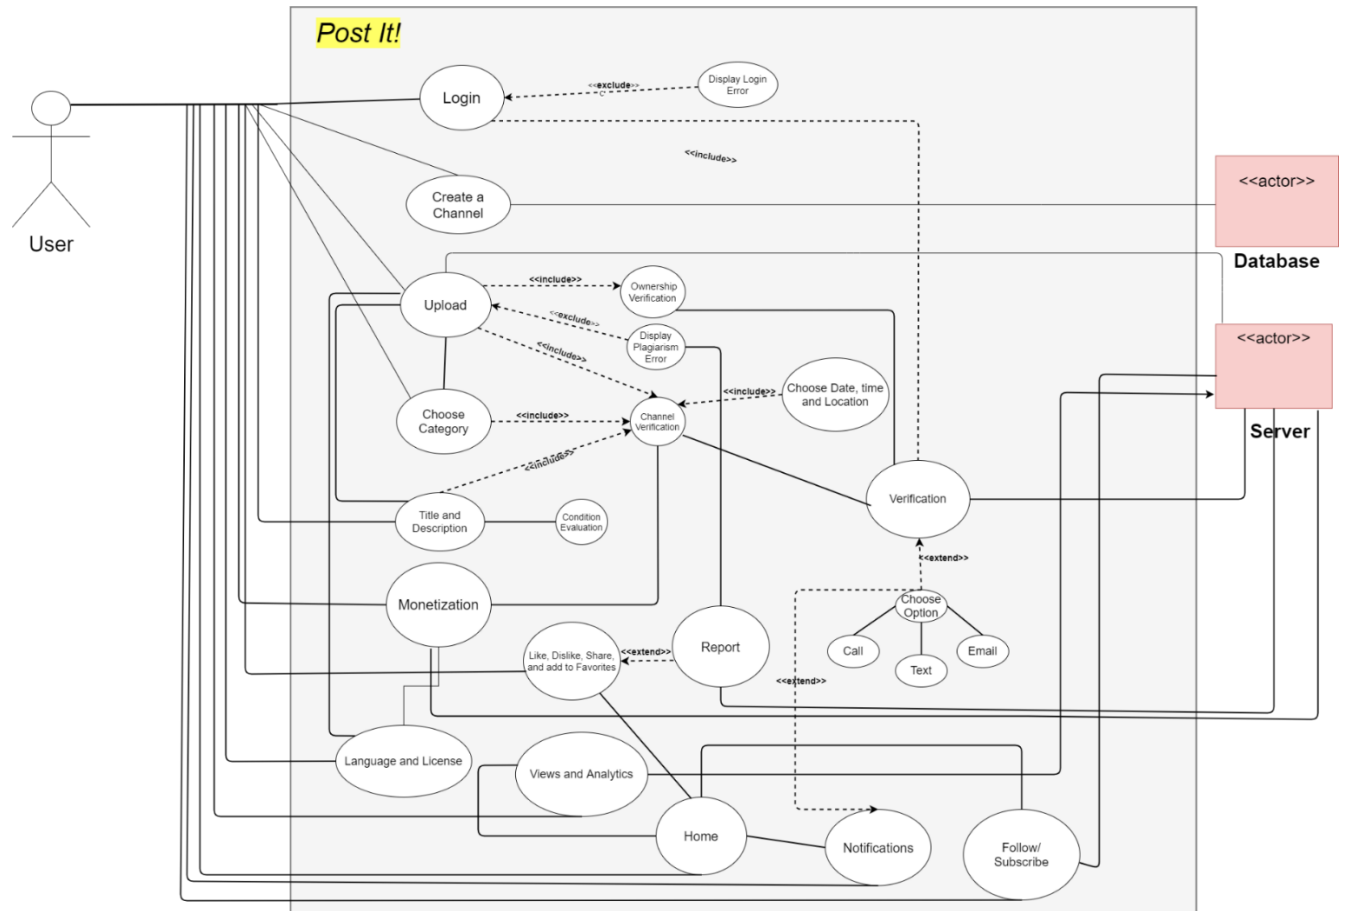 Post It!
Login
<<exclude>>
Display Login
Error
<<include>>
<<actor>>
Database
Create a
Channel
User
Upload
<<include>>
Ownership
Verification
<<exclude>>
Display
Plagiarism
Error
<<include>>
<<actor>>
Server
Choose
Category
<<include>>
Channel
Verification
<<include>>
Choose Date, time
and Location
<<include>>
Verification
Title and
Description
Condition
Evaluation
<<extend>>
Monetization
Choose
Option
Call
Text
Email
Like, Dislike, Share,
and add to Favorites
<<extend>>
Report
<<extend>>
Language and License
Views and Analytics
Home
Notifications
Follow/
Subscribe